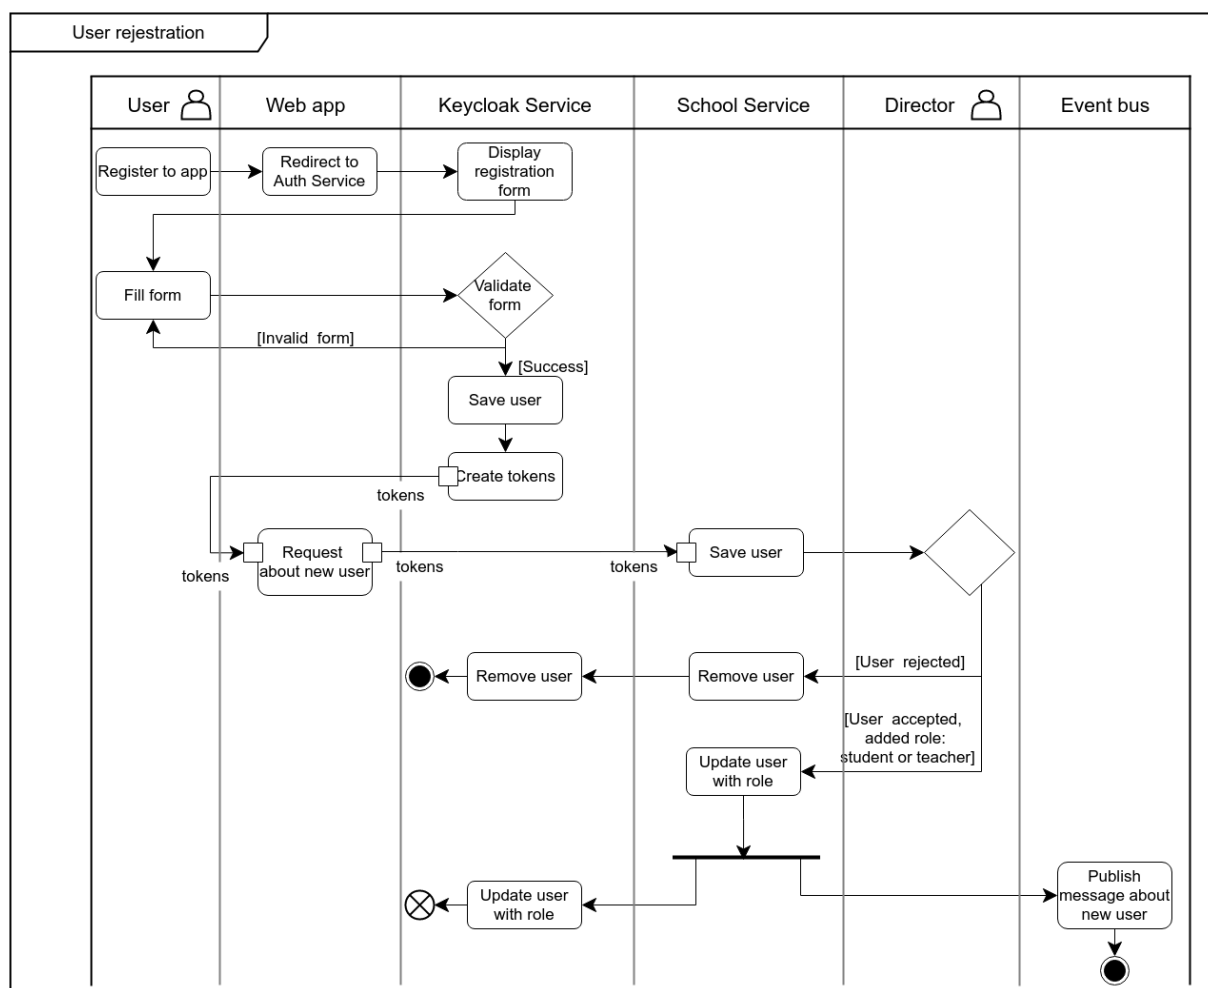 User rejestration
User
Web app
Keycloak Service
School Service
Director
Event bus
Register to app
Redirect to
Auth Service
Display
registration
form
Fill form
Validate
form
[Invalid form]
[Success]
Save user
Create tokens
tokens
Request
about new user
tokens
tokens
tokens
Save user
[User rejected]
Remove user
Remove user
[User accepted,
added role:
student or teacher]
Update user
with role
Update user
with role
Publish
message about
new user